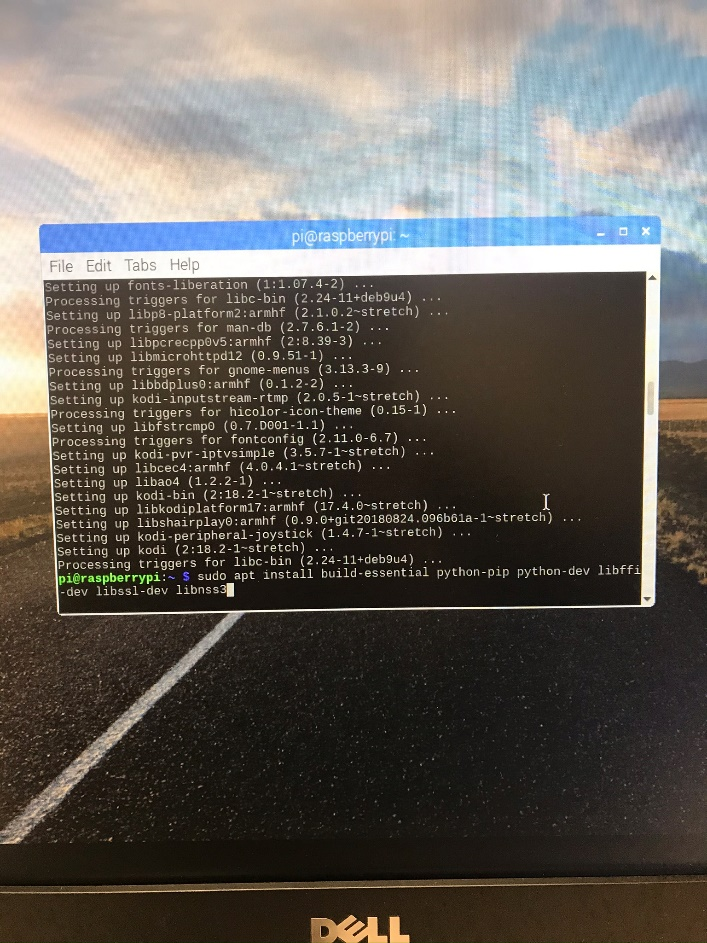 pi@raspberrypi: ~
File Edit Tabs Help
Setting up fonts-liberation (1:1.07.4-2) ...
Processing triggers for libc-bin (2.24-11+deb9u4) ...
Setting up libp8-platform2:armhf (2.1.0.2~stretch) ...
Processing triggers for man-db (2.7.6.1-2) ...
Setting up libpcrecpp0v5:armhf (2:8.39-3) ...
Setting up libmicrohttpd12 (0.9.51-1) ...
Processing triggers for gnome-menus (3.13.3-9) ...
Setting up libbdplus0:armhf (0.1.2-2) ...
Setting up kodi-inputstream-rtmp (2.0.5-1~stretch) ...
Processing triggers for hicolor-icon-theme (0.15-1) ...
Setting up libfstrcmp0 (0.7.D001-1.1) ...
Processing triggers for fontconfig (2.11.0-6.7) ...
Setting up kodi-pvr-iptvsimple (3.5.7-1~stretch) ...
Setting up libcec4:armhf (4.0.4.1~stretch) ...
Setting up libao4 (1.2.2-1) ...
Setting up kodi-bin (2:18.2-1~stretch) ...
Setting up libkodiplatform17:armhf (17.4.0~stretch) ...
Setting up libshairplay0:armhf (0.9.0+git20180824.096b61a-1~stretch) ...
Setting up kodi-peripheral-joystick (1.4.7-1~stretch) ...
Setting up kodi (2:18.2-1~stretch) ...
Processing triggers for libc-bin (2.24-11+deb9u4) ...
pi@raspberrypi:~ $ sudo apt install build-essential python-pip python-dev libffi
-dev libssl-dev libnss3
DELL